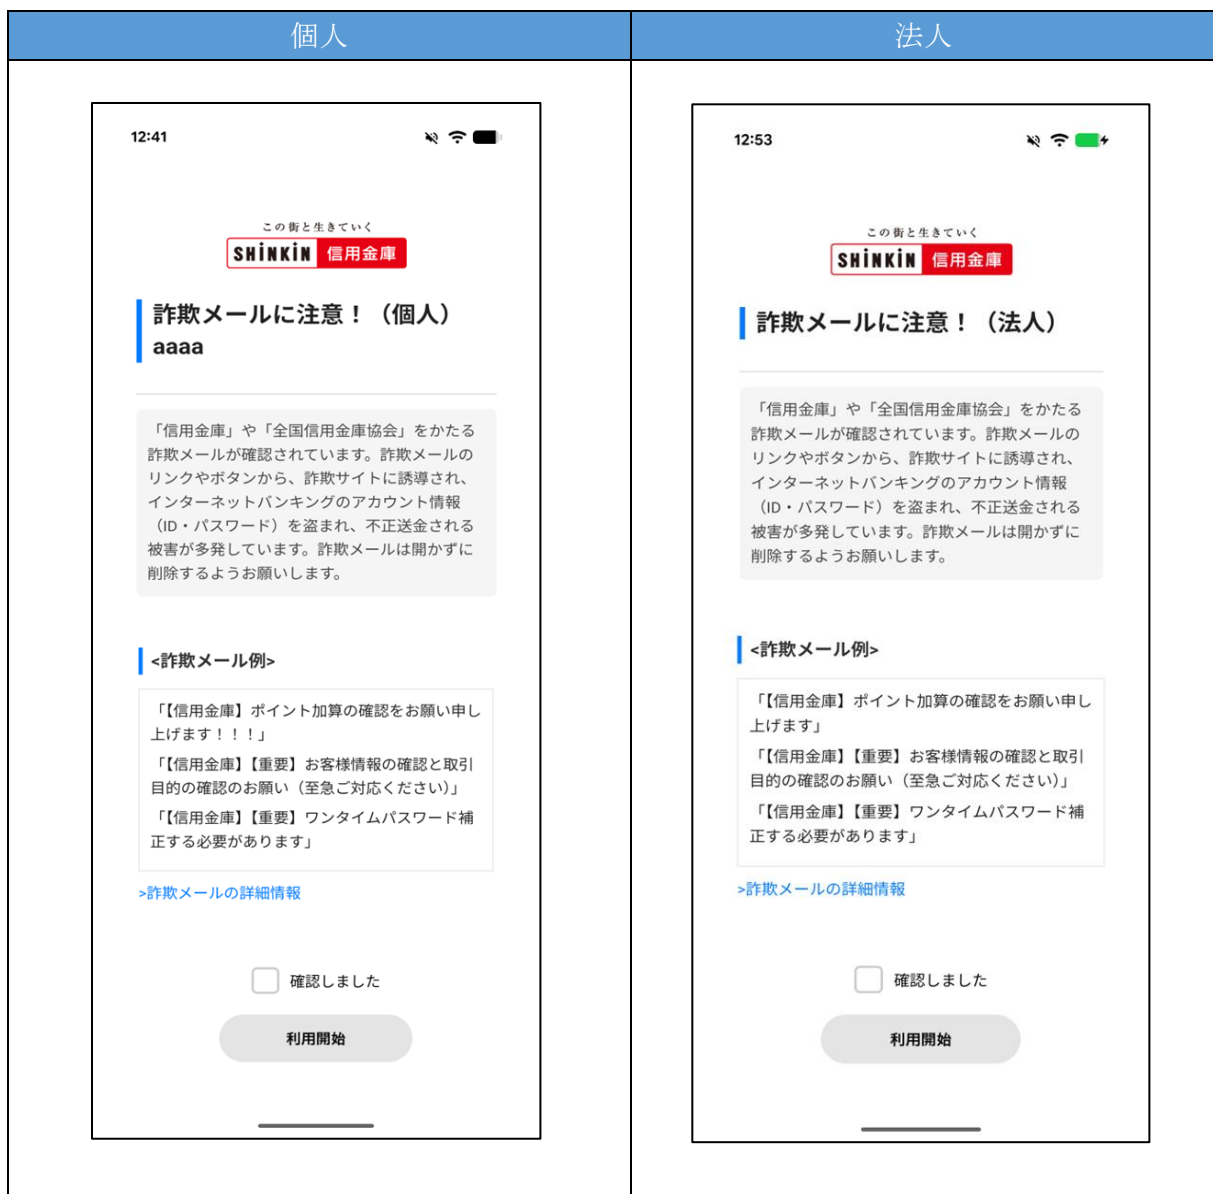 個人
法人
12:41
この街と生きていく
SHINKIN 信用金庫
詐欺メールに注意！（個人）
aaaa
「信用金庫」や「全国信用金庫協会」をかたる
詐欺メールが確認されています。詐欺メールの
リンクやボタンから、詐欺サイトに誘導され、
インターネットバンキングのアカウント情報
（ID・パスワード）を盗まれ、不正送金される
被害が多発しています。詐欺メールは開かずに
削除するようお願いします。
<詐欺メール例>
「【信用金庫】ポイント加算の確認をお願い申し
上げます！！！」
「【信用金庫】【重要】お客様情報の確認と取引
目的の確認のお願い（至急ご対応ください）」
「【信用金庫】【重要】ワンタイムパスワード補
正する必要があります」
>詐欺メールの詳細情報
確認しました
利用開始
12:53
この街と生きていく
SHINKIN 信用金庫
詐欺メールに注意！（法人）
「信用金庫」や「全国信用金庫協会」をかたる
詐欺メールが確認されています。詐欺メールの
リンクやボタンから、詐欺サイトに誘導され、
インターネットバンキングのアカウント情報
（ID・パスワード）を盗まれ、不正送金される
被害が多発しています。詐欺メールは開かずに
削除するようお願いします。
<詐欺メール例>
「【信用金庫】ポイント加算の確認をお願い申し
上げます」
「【信用金庫】【重要】お客様情報の確認と取引
目的の確認のお願い（至急ご対応ください）」
「【信用金庫】【重要】ワンタイムパスワード補
正する必要があります」
>詐欺メールの詳細情報
確認しました
利用開始